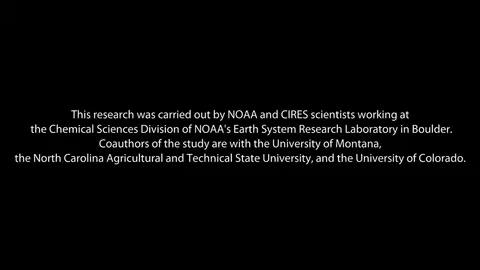 This research was carried out by NOAA and CIRES scientists working at
the Chemical Sciences Division of NOAA's Earth System Research Laboratory in Boulder.
Coauthors of the study are with the University of Montana,
the North Carolina Agricultural and Technical State University, and the University of Colorado.